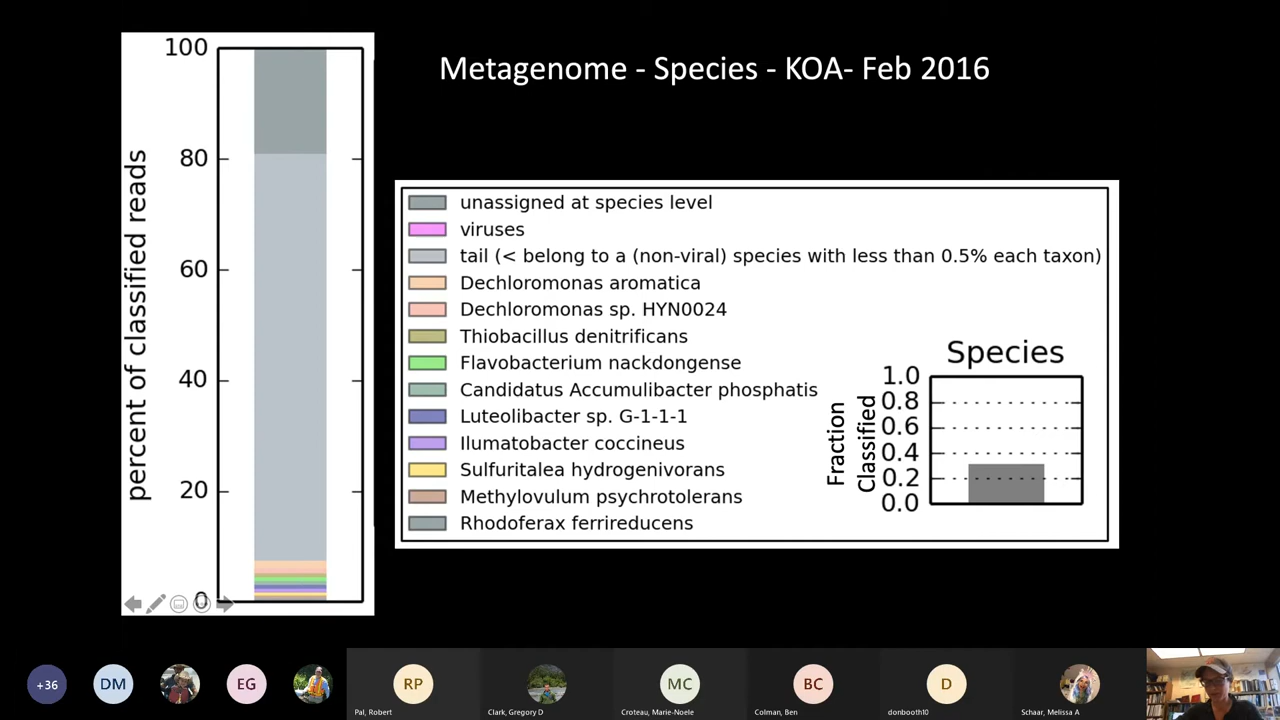 Metagenome - Species - KOA- Feb 2016
percent of classified reads
100
80
60
40
20
0
unassigned at species level
viruses
tail (< belong to a (non-viral) species with less than 0.5% each taxon)
Dechloromonas aromatica
Dechloromonas sp. HYN0024
Thiobacillus denitrificans
Flavobacterium nackdongense
Candidatus Accumulibacter phosphatis
Luteolibacter sp. G-1-1-1
Ilumatobacter coccineus
Sulfuritalea hydrogenivorans
Methylovulum psychrotolerans
Rhodoferax ferrireducens
Species
Fraction
Classified
1.0
0.8
0.6
0.4
0.2
0.0
+36
DM
EG
RP
MC
BC
D
Pal, Robert
Clark, Gregory D
Croteau, Marie-Noele
Colman, Ben
donbooth10
Schaar, Melissa A